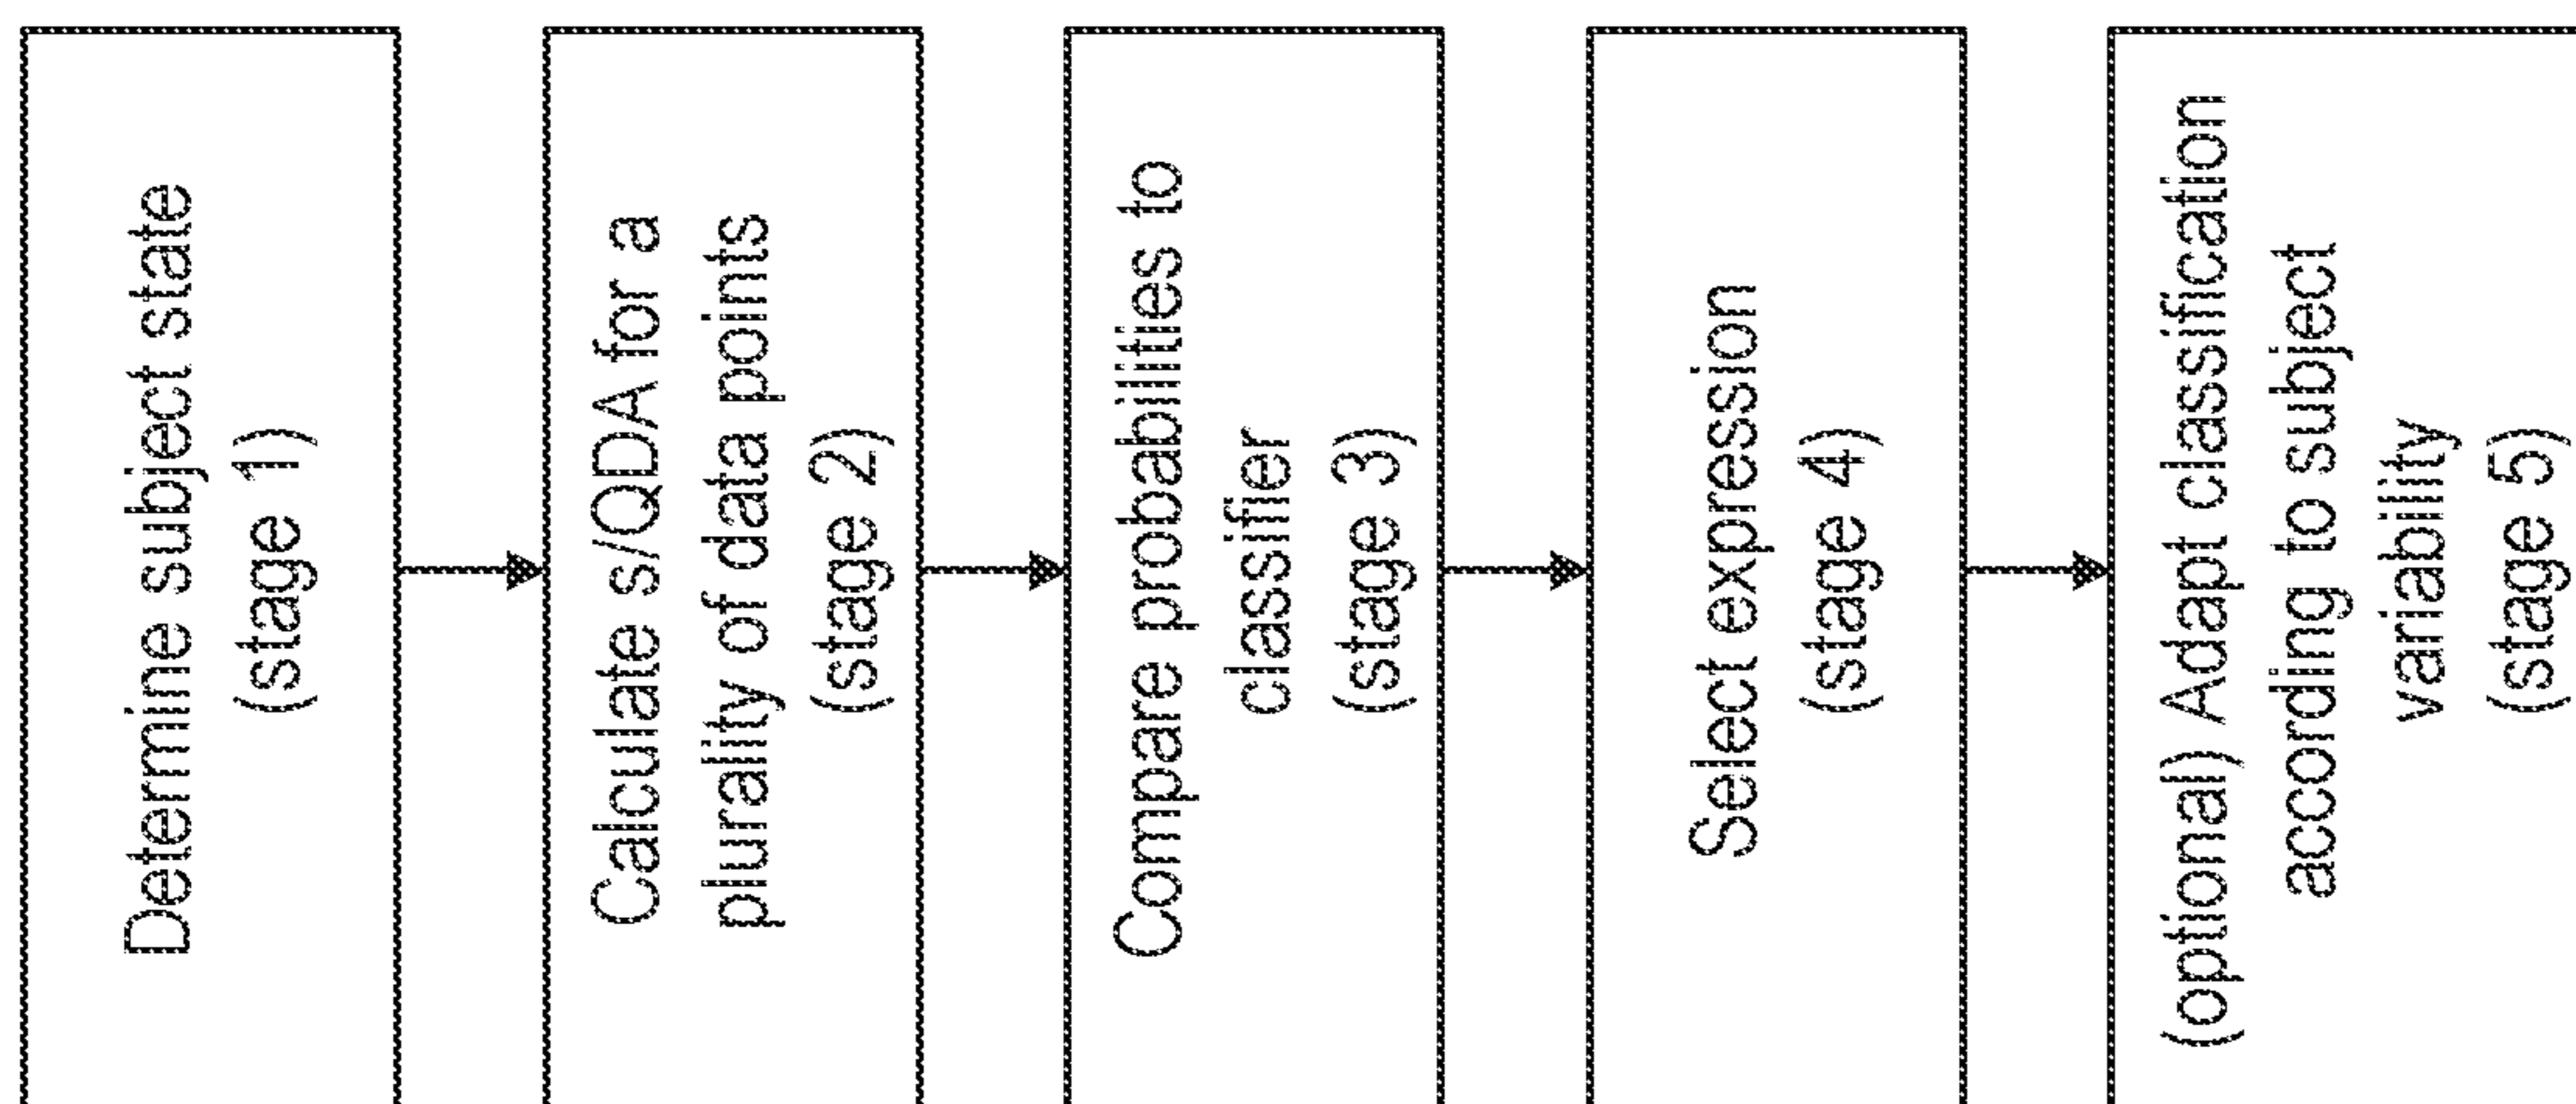 Determine subject state
(stage 1)
Calculate s/QDA for a
plurality of data points
(stage 2)
Compare probabilities to
classifier
(stage 3)
Select expression
(stage 4)
(optional) Adapt classification
according to subject
variability
(stage 5)